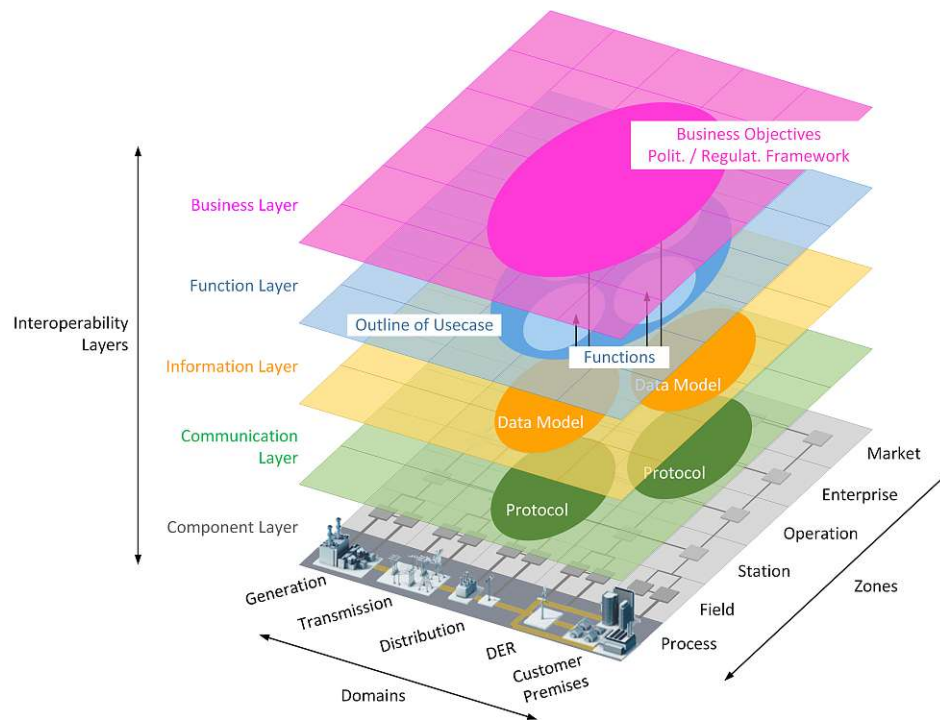 Business Objectives
Polit. / Regulat. Framework
Business Layer
Function Layer
Outline of Usecase
Functions
Interoperability
Layers
Information Layer
Data Model
Data Model
Communication
Layer
Protocol
Protocol
Component Layer
Market
Enterprise
Operation
Station
Field
Process
Zones
Generation
Transmission
Distribution
DER
Customer
Premises
Domains